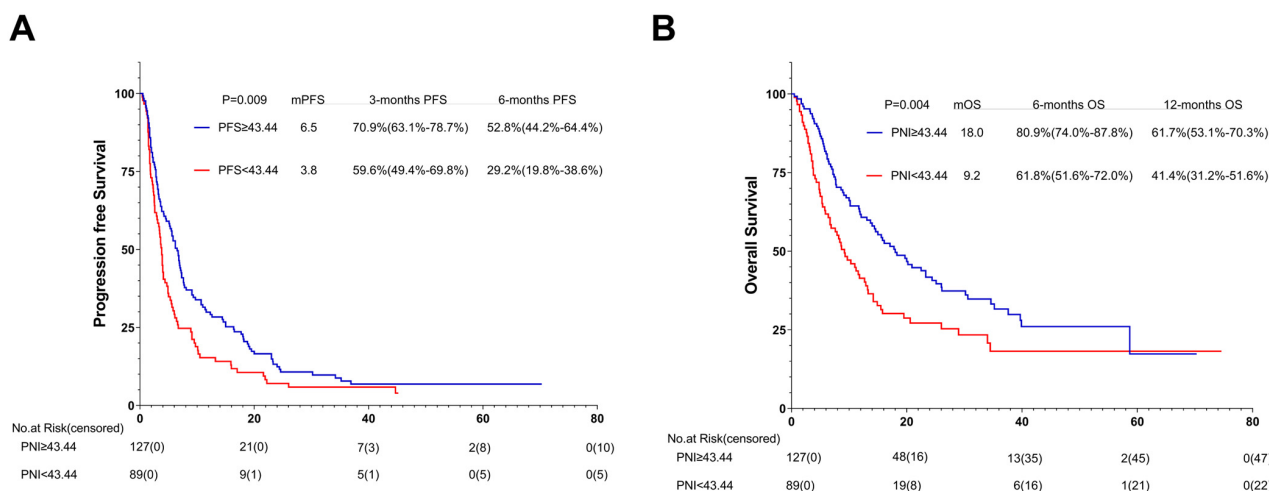 A
P=0.009 mPFS 3-months PFS 6-month PFS
PFS≥43.44 6.5 70.9%(63.1%-78.7%) 52.8%(44.2%-64.4%)
PFS<43.44 3.8 59.6%(49.4%-69.8%) 29.2%(19.8%-38.6%)
Progression free Survival
100
75
50
25
0
0 20 40 60 80
No.at Risk(censored)
PNI≥43.44 127(0) 21(0) 7(3) 2(8) 0(10)
PNI<43.44 89(0) 9(1) 5(1) 0(5) 0(5)
B
P=0.004 mOS 6-months OS 12-months OS
PNI≥43.44 18.0 80.9%(74.0%-87.8%) 61.7%(53.1%-70.3%)
PNI<43.44 9.2 61.8%(51.6%-72.0%) 41.4%(31.2%-51.6%)
Overall Survival
100
75
50
25
0
0 20 40 60 80
No.at Risk(censored)
PNI≥43.44 127(0) 48(16) 13(35) 2(45) 0(47)
PNI<43.44 89(0) 19(8) 6(16) 1(21) 0(22)